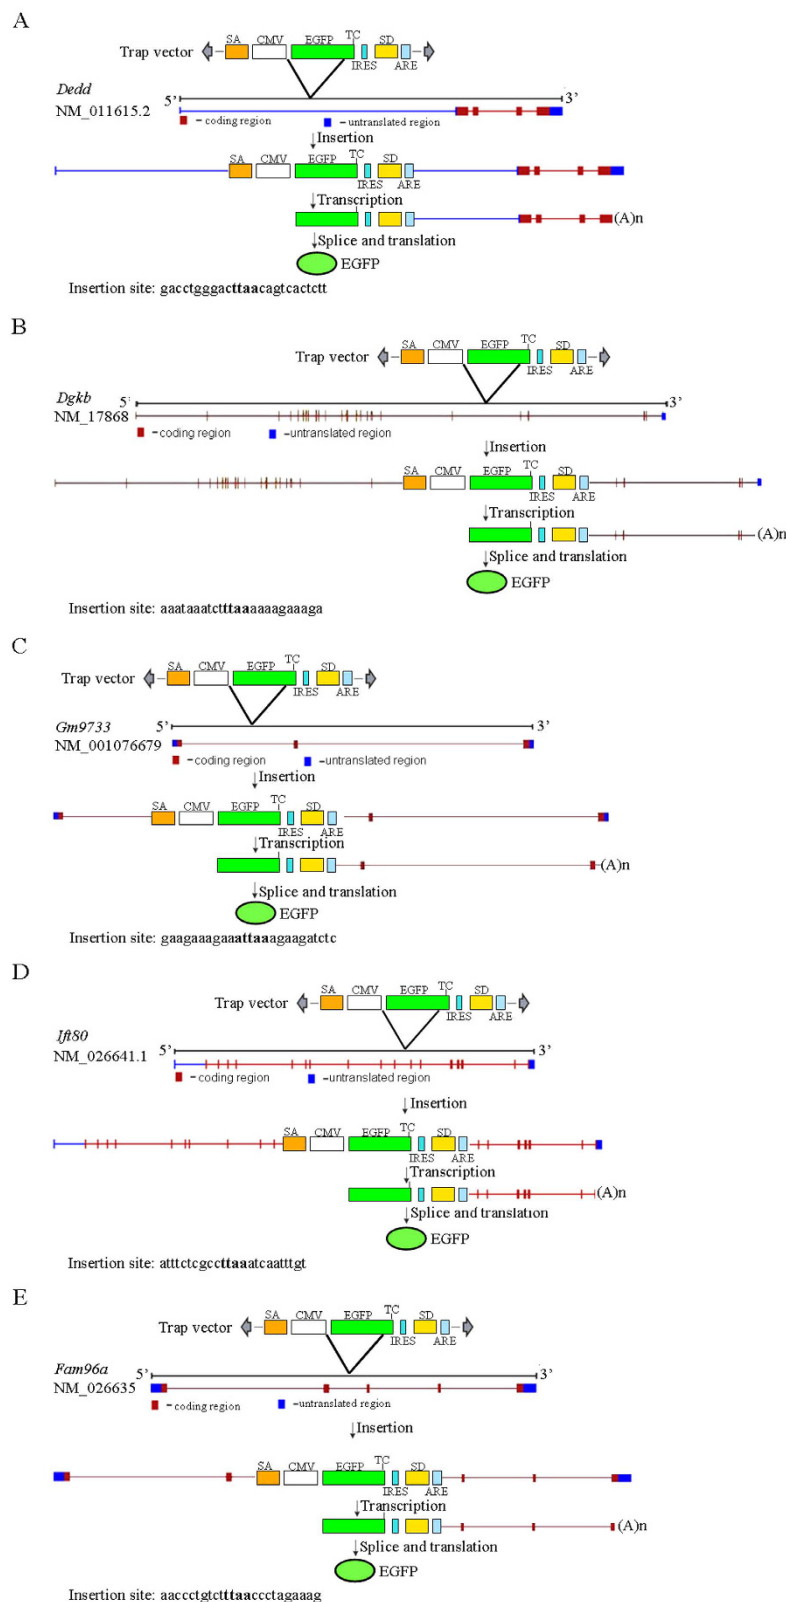 A
SA CMV EGFP TC SD
Trap vector
IRES ARE
Dedd
5’ 3’
NM_011615.2
- coding region - untranslated region
Insertion
SA CMV EGFP TC SD
IRES ARE
Transcription
(A)n
Splice and translation
EGFP
Insertion site: gacctgggacttaacagtcactctt
B
SA CMV EGFP TC SD
Trap vector
IRES ARE
5’ 3’
Dgkb
NM_17868
-coding region -untranslated region
Insertion
SA CMV EGFP TC SD
IRES ARE
Transcription
(A)n
Splice and translation
EGFP
Insertion site: aaataaatctttaaaaaagaaaga
C
SA CMV EGFP TC SD
Trap vector
IRES ARE
5’ 3’
Gm9733
NM_001076679
-coding region -untranslated region
Insertion
SA CMV EGFP TC SD
IRES ARE
Transcription
(A)n
Splice and translation
EGFP
Insertion site: gaagaaagaaattaaagaagatctc
D
SA CMV EGFP TC SD
Trap vector
IRES ARE
Ift80
5’ 3’
NM_026641.1
-coding region -untranslated region
Insertion
SA CMV EGFP TC SD
IRES ARE
Transcription
(A)n
Splice and translation
EGFP
Insertion site: atttctcgccttaaatcaatttgt
E
SA CMV EGFP TC SD
Trap vector
IRES ARE
5’ 3’
Fam96a
NM_026635
- coding region -untranslated region
Insertion
SA CMV EGFP TC SD
IRES ARE
Transcription
(A)n
Splice and translation
EGFP
Insertion site: aaccctgtctttaaccctagaaag